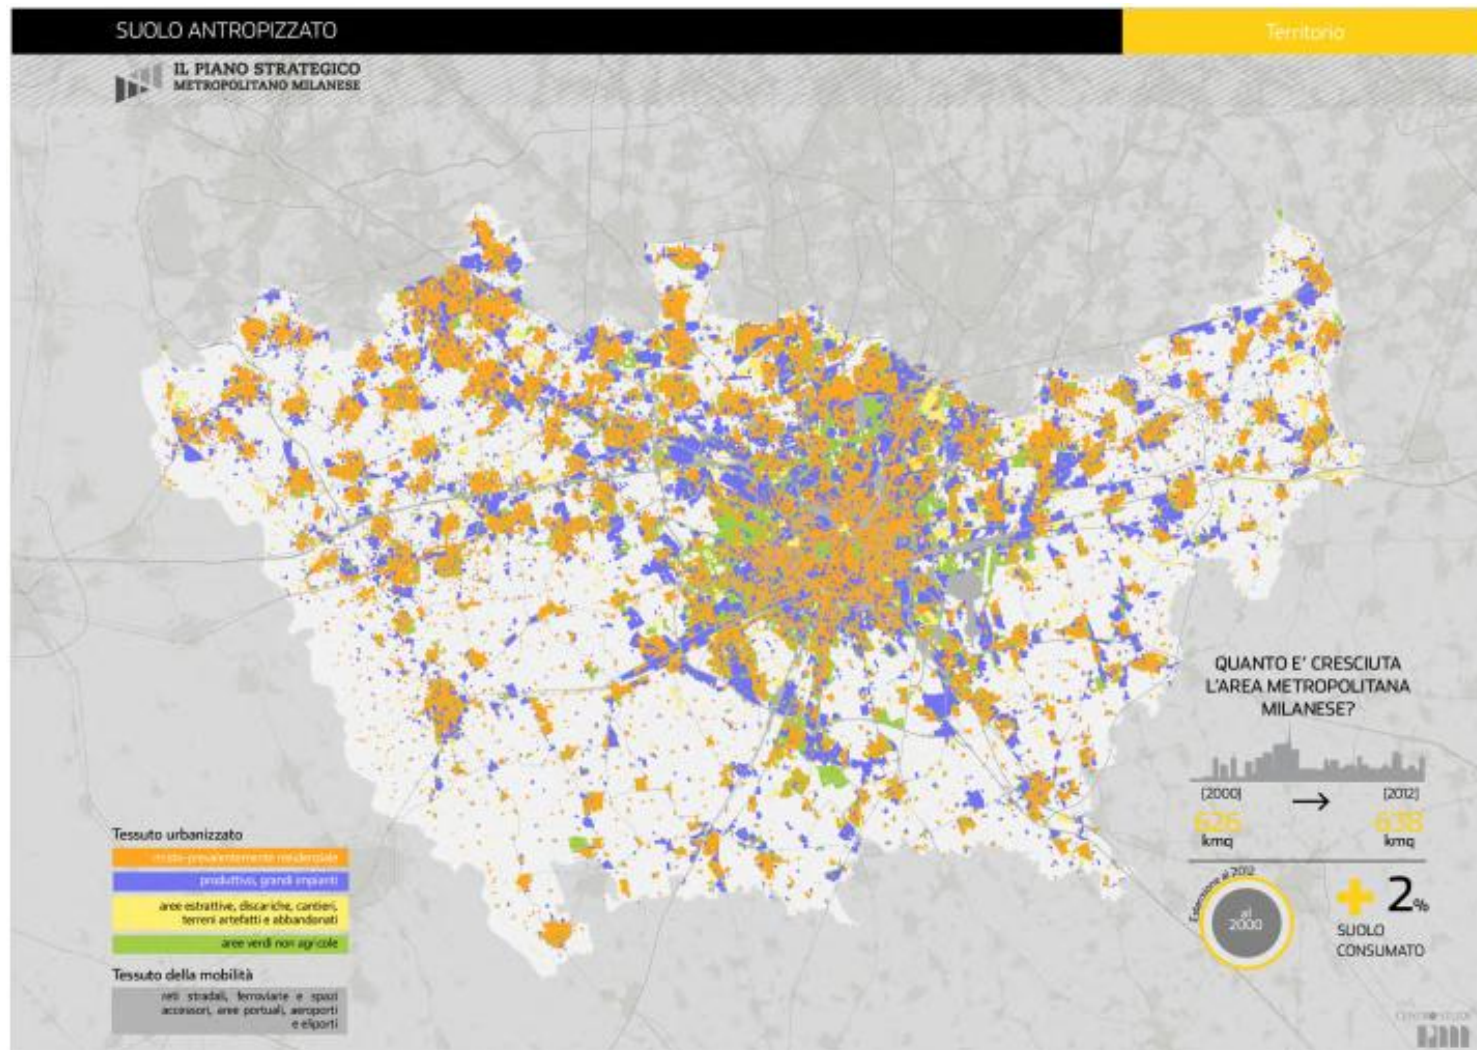 SUOLO ANTROPIZZATO
Territorio
IL PIANO STRATEGICO
METROPOLITANO MILANESE
QUANTO E' CRESCIUTA
L'AREA METROPOLITANA
MILANESE?
[2000]
[2012]
626
638
kmq
kmq
Estensione al 2012
al
2000
+2%
SUOLO
CONSUMATO
Tessuto urbanizzato
misto-prevalentemente residenziale
produttivo, grandi impianti
aree estrattive, discariche, cantieri,
terreni artefatti e abbandonati
aree verdi non agricole
Tessuto della mobilità
reti stradali, ferroviarie e spazi
accessori, aree portuali, aeroporti
e eliporti